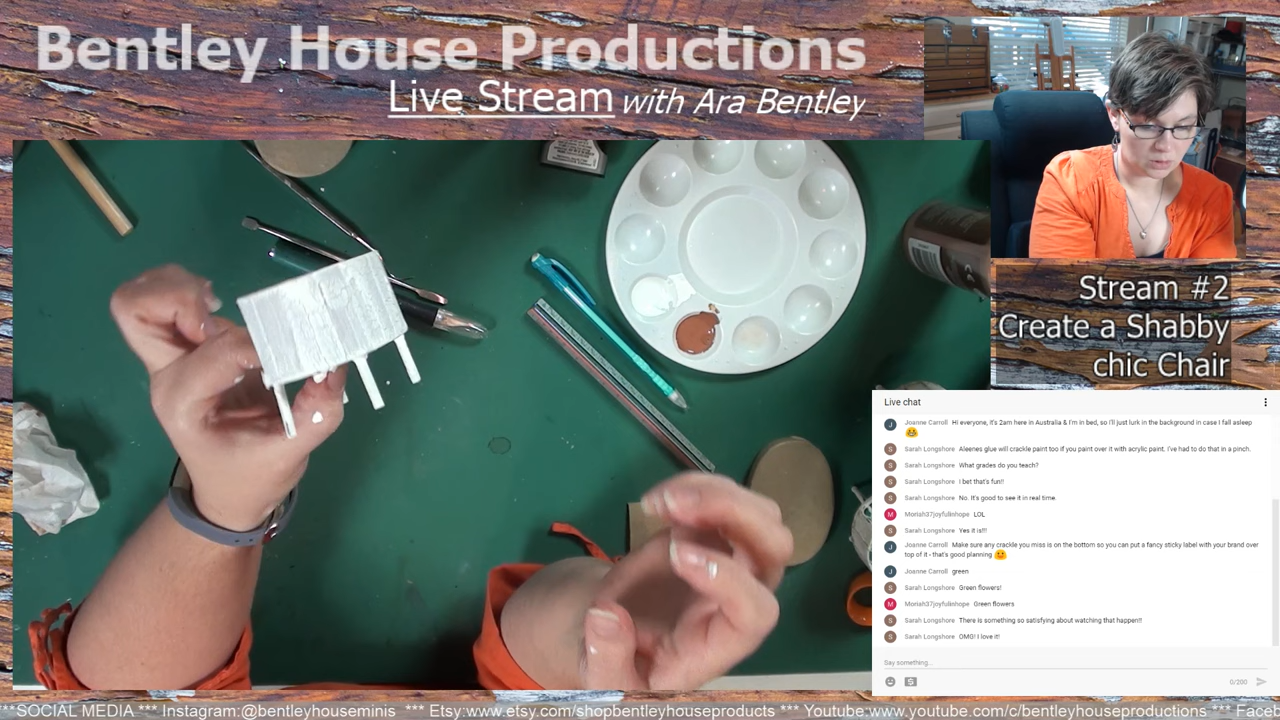 Bentley House Productions
Live Stream with Ara Bentley
Stream #2
Create a Shabby
chic Chair
Live chat
J Joanne Carroll Hi everyone, it's 2am here in Australia & I'm in bed, so I'll just lurk in the background in case I fall asleep
S Sarah Longshore Aleenes glue will crackle paint too if you paint over it with acrylic paint. I've had to do that in a pinch.
S Sarah Longshore What grades do you teach?
S Sarah Longshore I bet that's fun!!
S Sarah Longshore No. It's good to see it in real time.
M Moriah37joyfulinhope LOL
S Sarah Longshore Yes it is!!!
J Joanne Carroll Make sure any crackle you miss is on the bottom so you can put a fancy sticky label with your brand over
top of it - that's good planning
J Joanne Carroll green
S Sarah Longshore Green flowers!
M Moriah37joyfulinhope Green flowers
S Sarah Longshore There is something so satisfying about watching that happen!!
S Sarah Longshore OMG! I love it!
Say something...
0/200
**SOCIAL MEDIA *** Instagram:@bentleyhouseminis *** Etsy:www.etsy.com/shopbentleyhouseproducts *** Youtube:www.youtube.com/c/bentleyhouseproductions *** Facet